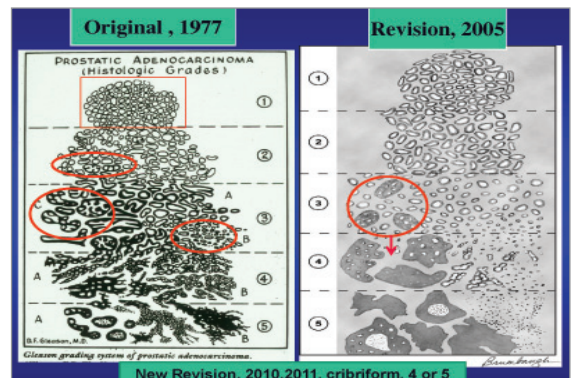 Original , 1977
Revision, 2005
PROSTATIC ADENOCARCINOMA
(Histologic Grades)
1
2
A
C
3
B
A
4
B
A
5
B
D.F. Gleason, M.D.
Gleason grading system of prostatic adenocarcinoma.
1
2
3
4
5
Brumbaugh
New Revision, 2010,2011, cribriform, 4 or 5